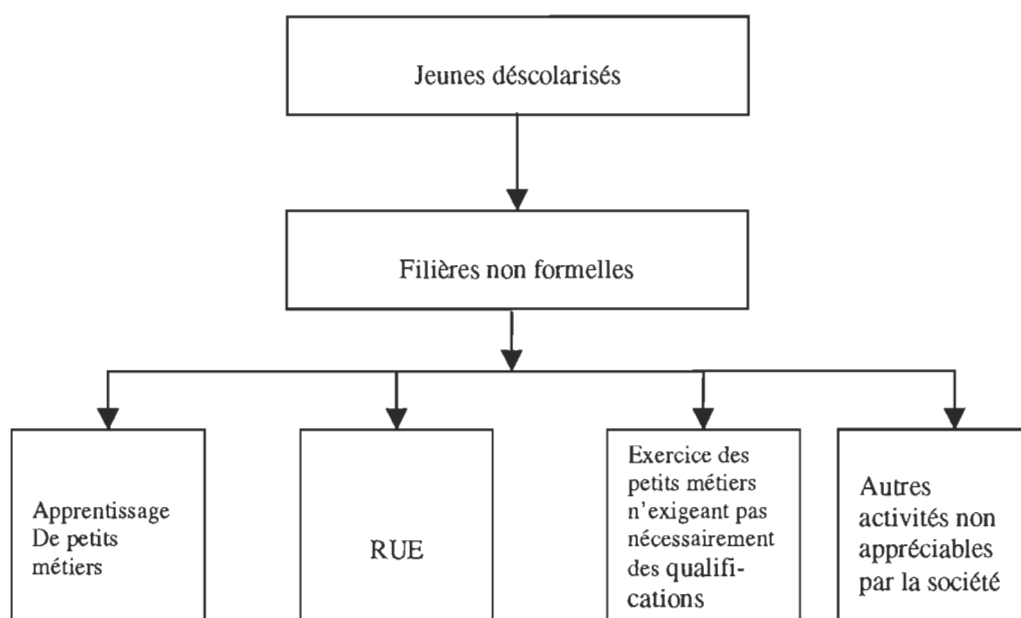 Jeunes déscolarisés
Filières non formelles
Apprentissage
De petits
métiers
RUE
Exercice des
petits métiers
n'exigeant pas
nécessairement
des qualifi-
cations
Autres
activités non
appréciables
par la société